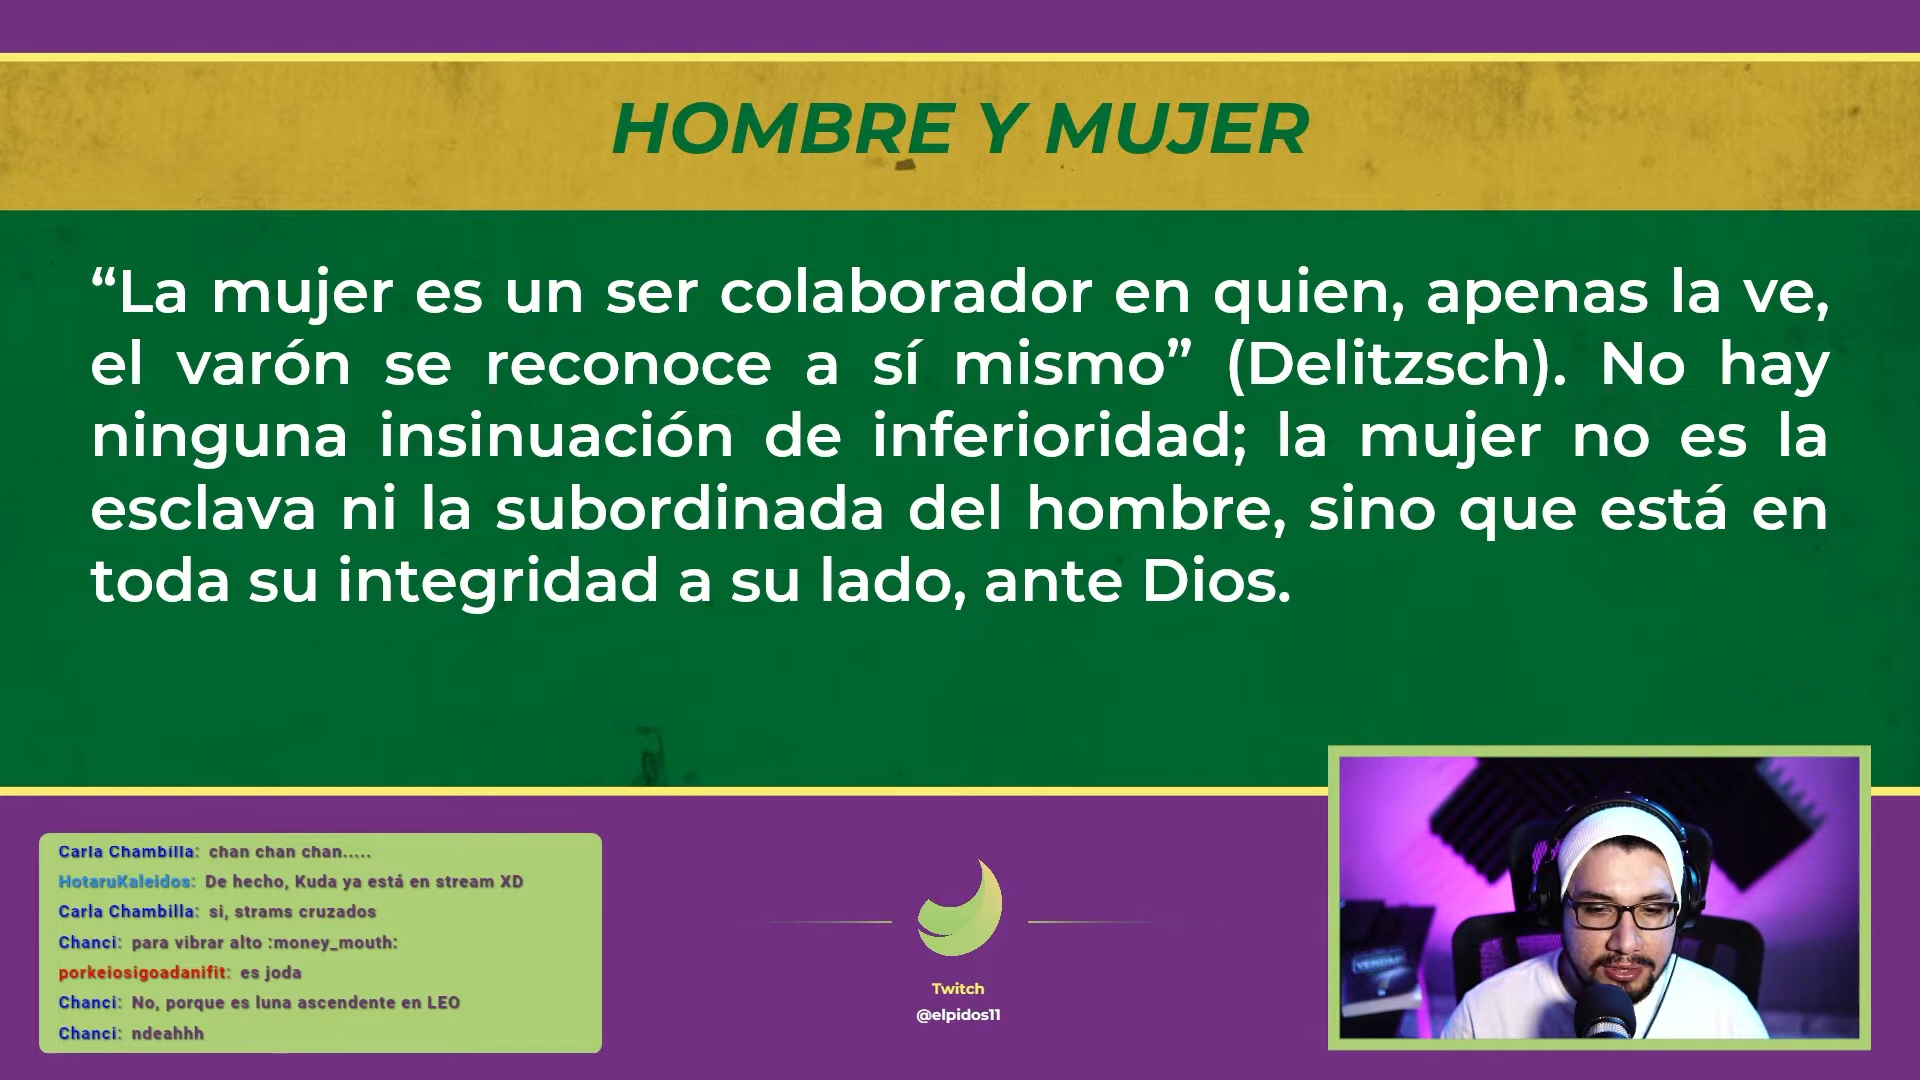 HOMBRE Y MUJER
“La mujer es un ser colaborador en quien, apenas la ve,
el varón se reconoce a sí mismo” (Delitzsch). No hay
ninguna insinuación de inferioridad; la mujer no es la
esclava ni la subordinada del hombre, sino que está en
toda su integridad a su lado, ante Dios.
Carla Chambilla: chan chan chan.....
HotaruKaleidos: De hecho, Kuda ya está en stream XD
Carla Chambilla: si, strams cruzados
Chanci: para vibrar alto :money_mouth:
porkeiosigoadanifit: es joda
Chanci: No, porque es luna ascendente en LEO
Chanci: ndeahhh
Twitch
@elpidos11